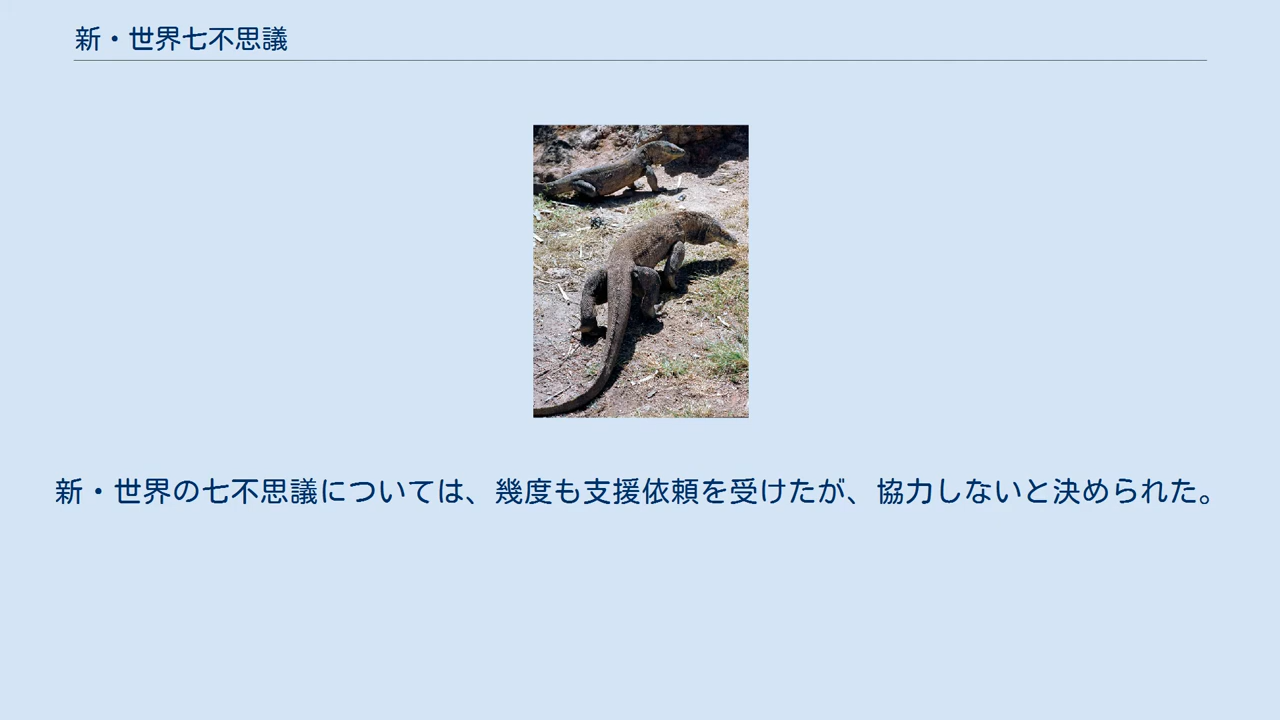 新・世界七不思議
新・世界の七不思議については、幾度も支援依頼を受けたが、協力しないと決められた。